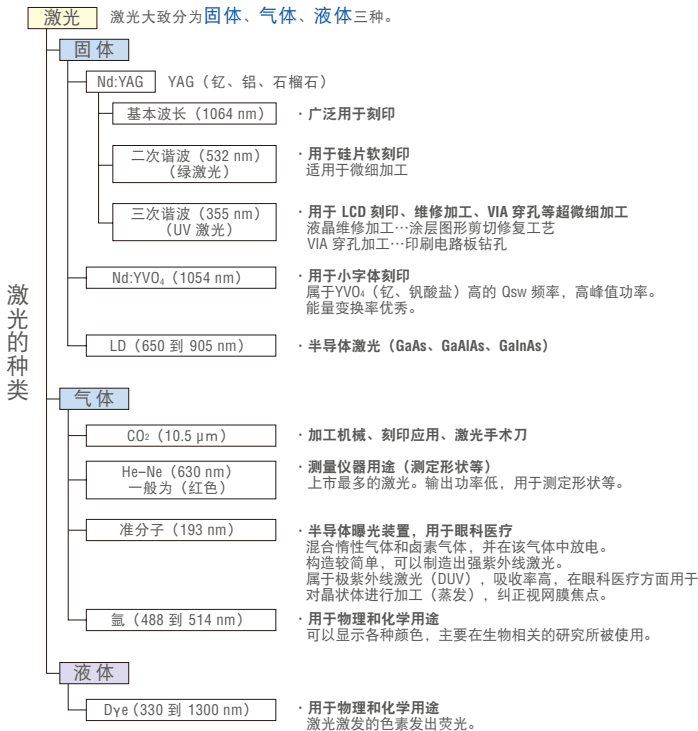 激光
激光大致分为固体、气体、液体三种。
激光的种类
固体
Nd:YAG
YAG（钇、铝、石榴石）
基本波长（1064 nm）
· 广泛用于刻印
二次谐波（532 nm）
（绿激光）
· 用于硅片软刻印
适用于微细加工
三次谐波（355 nm）
（UV 激光）
· 用于 LCD 刻印、维修加工、VIA 穿孔等超微细加工
液晶维修加工…涂层图形剪切修复工艺
VIA 穿孔加工…印刷电路板钻孔
Nd:YVO₄（1054 nm）
· 用于小字体刻印
属于YVO₄（钇、钒酸盐）高的 Qsw 频率，高峰值功率。
能量变换率优秀。
LD（650 到 905 nm）
· 半导体激光（GaAs、GaAlAs、GaInAs）
气体
CO₂（10.5 μm）
· 加工机械、刻印应用、激光手术刀
He–Ne（630 nm）
一般为（红色）
· 测量仪器用途（测定形状等）
上市最多的激光。输出功率低，用于测定形状等。
准分子（193 nm）
· 半导体曝光装置，用于眼科医疗
混合惰性气体和卤素气体，并在该气体中放电。
构造较简单，可以制造出强紫外线激光。
属于极紫外线激光（DUV），吸收率高，在眼科医疗方面用于
对晶状体进行加工（蒸发），纠正视网膜焦点。
氩（488 到 514 nm）
· 用于物理和化学用途
可以显示各种颜色，主要在生物相关的研究所被使用。
液体
Dye（330 到 1300 nm）
· 用于物理和化学用途
激光激发的色素发出荧光。